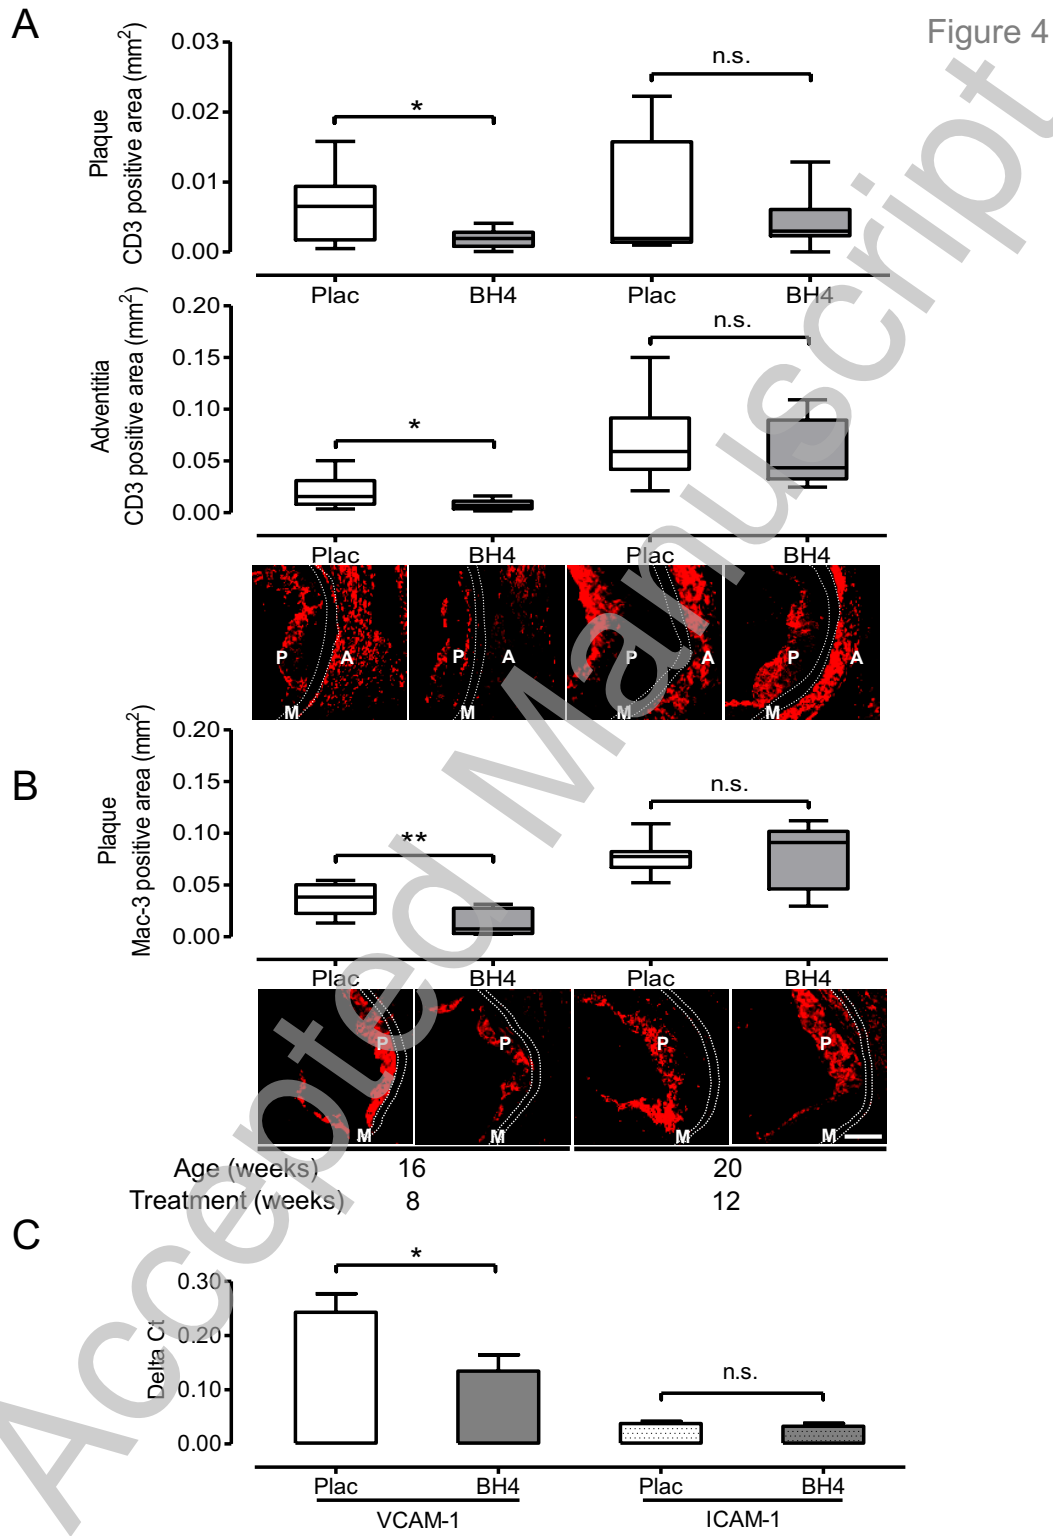 Figure 4
A
Plaque
CD3 positive area (mm²)
0.03
0.02
0.01
0.00
*
n.s.
Plac BH4 Plac BH4
Adventitia
CD3 positive area (mm²)
0.20
0.15
0.10
0.05
0.00
*
n.s.
Plac BH4 Plac BH4
P A M
P A M
P A M
P A M
B
Plaque
Mac-3 positive area (mm²)
0.20
0.15
0.10
0.05
0.00
**
n.s.
Plac BH4 Plac BH4
P M
P M
P M
P M
Age (weeks) 16 20
Treatment (weeks) 8 12
C
Delta Ct
0.30
0.20
0.10
0.00
*
n.s.
Plac BH4 Plac BH4
VCAM-1 ICAM-1
Accepted Manuscript